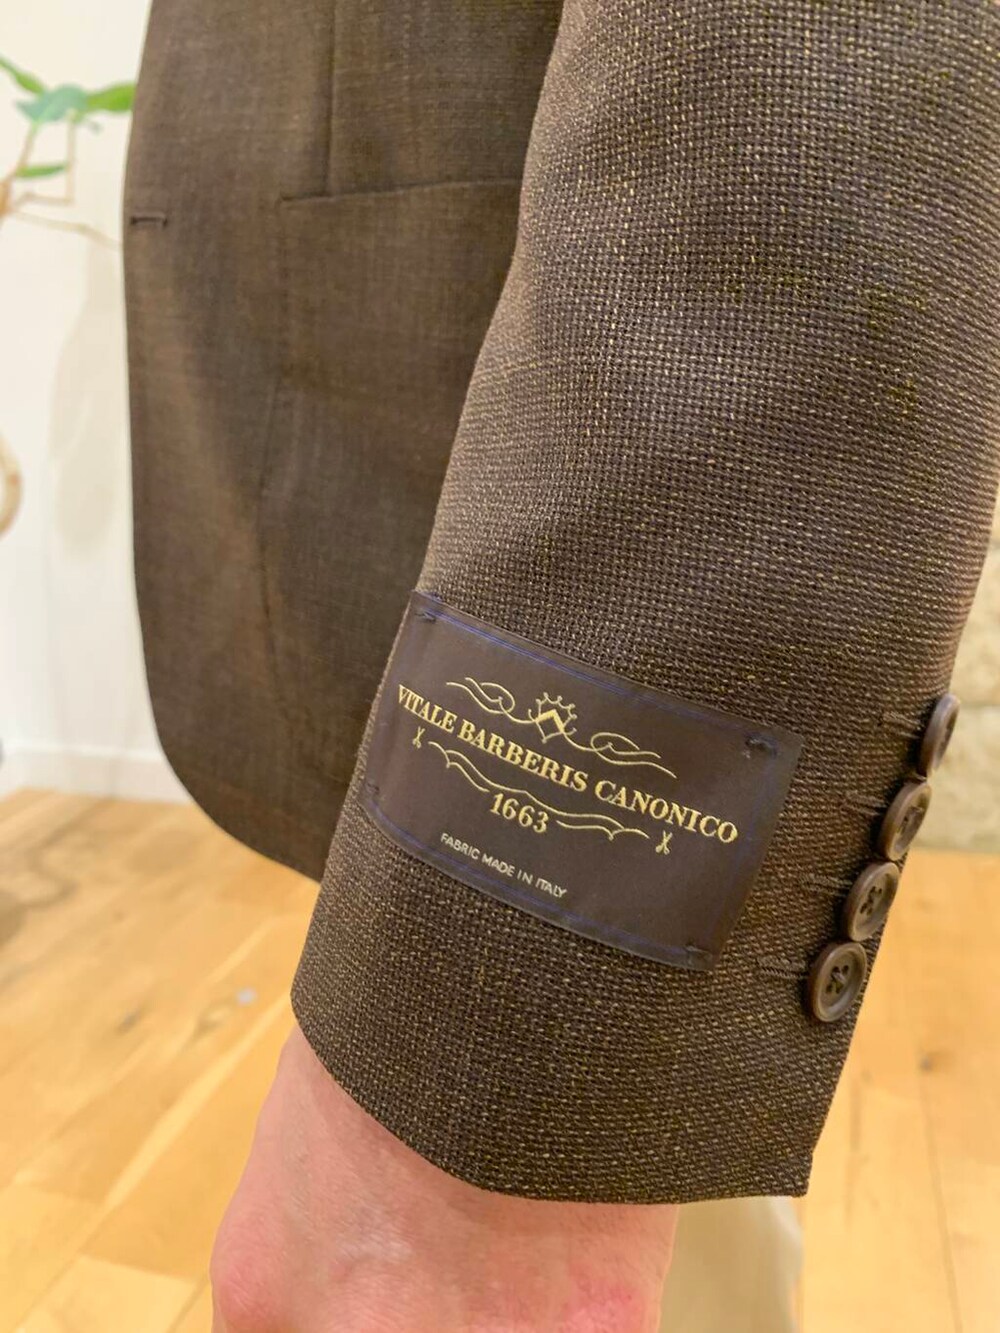 VITALE BARBERIS CANONICO
1663
FABRIC MADE IN ITALY